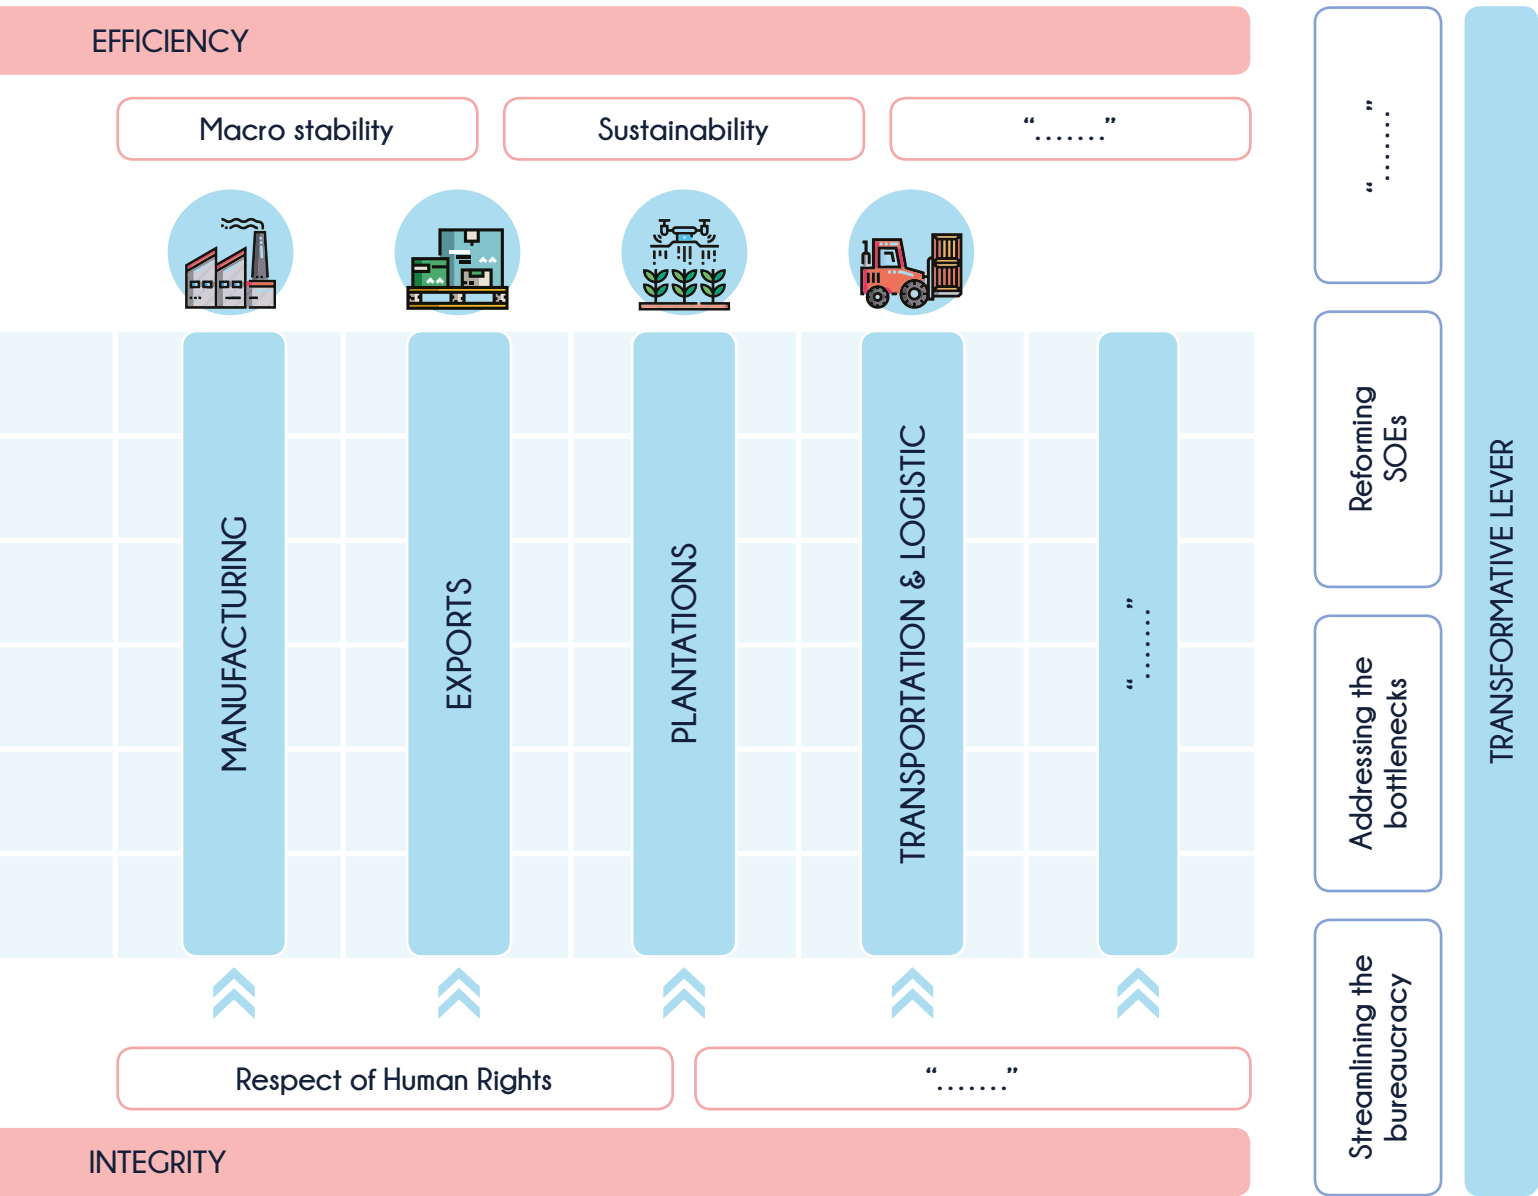 EFFICIENCY
Macro stability
Sustainability
“.......”
MANUFACTURING
EXPORTS
PLANTATIONS
TRANSPORTATION & LOGISTIC
“.......”
Respect of Human Rights
“.......”
INTEGRITY
“.......”
Reforming
SOEs
Addressing the
bottlenecks
Streamlining the
bureaucracy
TRANSFORMATIVE LEVER